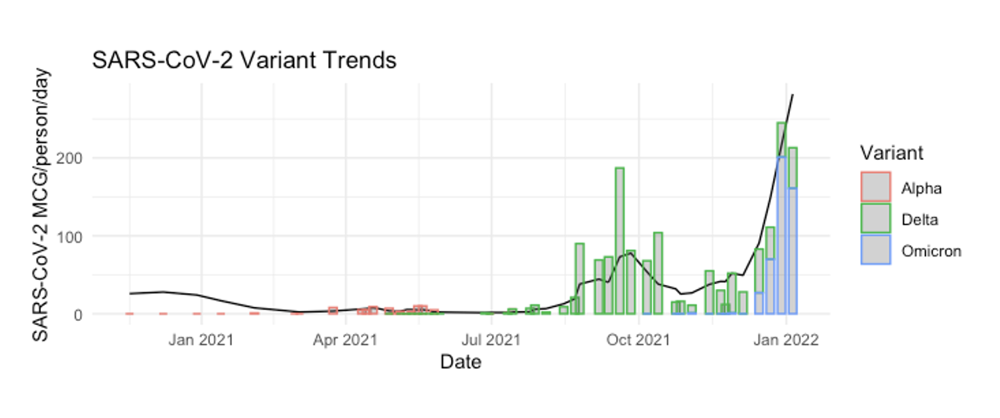 SARS-CoV-2 Variant Trends
SARS-CoV-2 MCG/person/day
200
100
0
Jan 2021
Apr 2021
Jul 2021
Oct 2021
Jan 2022
Date
Variant
Alpha
Delta
Omicron